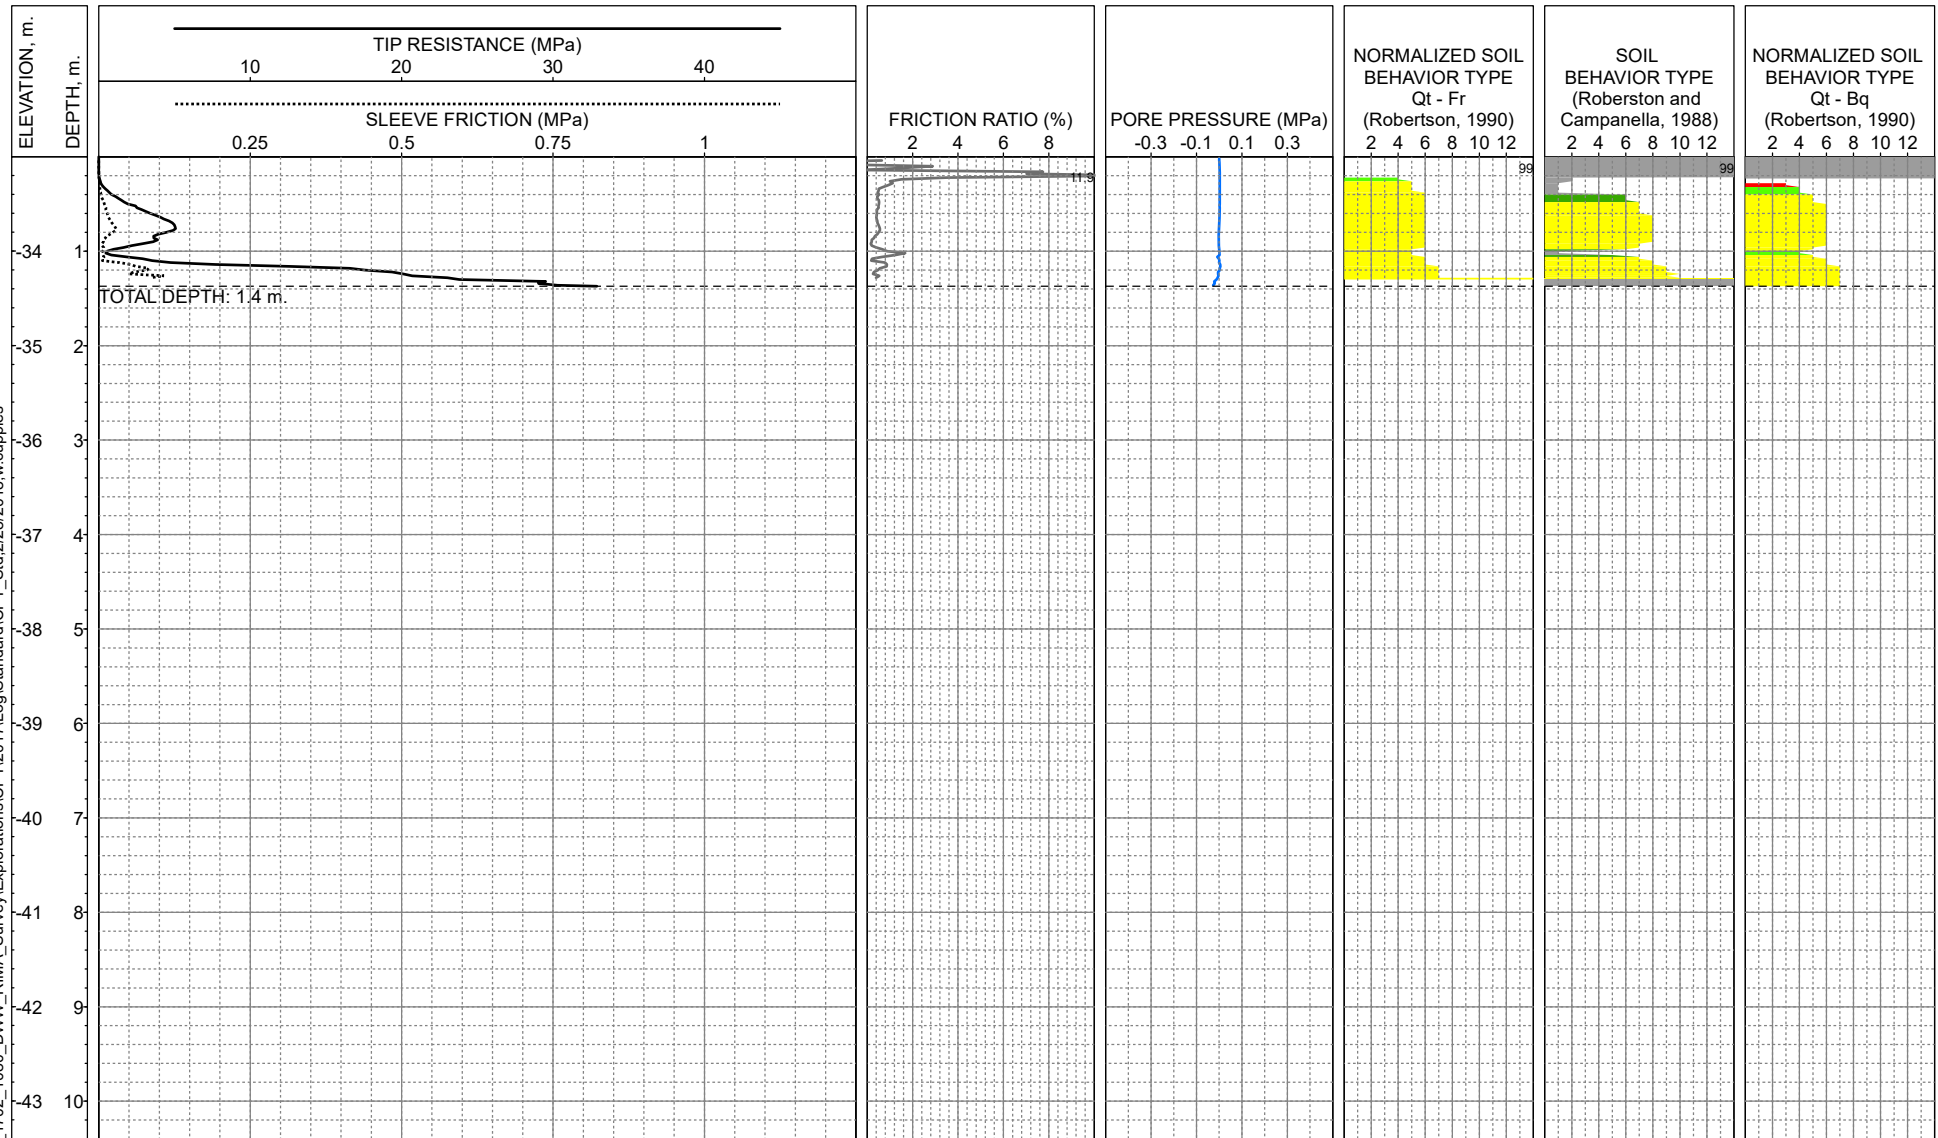 ELEVATION, m.
DEPTH, m.
TIP RESISTANCE (MPa)
10 20 30 40
SLEEVE FRICTION (MPa)
0.25 0.5 0.75 1
FRICTION RATIO (%)
2 4 6 8
PORE PRESSURE (MPa)
-0.3 -0.1 0.1 0.3
NORMALIZED SOIL
BEHAVIOR TYPE
Qt - Fr
(Robertson, 1990)
2 4 6 8 10 12
SOIL
BEHAVIOR TYPE
(Roberston and
Campanella, 1988)
2 4 6 8 10 12
NORMALIZED SOIL
BEHAVIOR TYPE
Qt - Bq
(Robertson, 1990)
2 4 6 8 10 12
99 99
11.9
-34 1
TOTAL DEPTH: 1.4 m.
-35 2
-36 3
-37 4
-38 5
-39 6
-40 7
-41 8
-42 9
-43 10